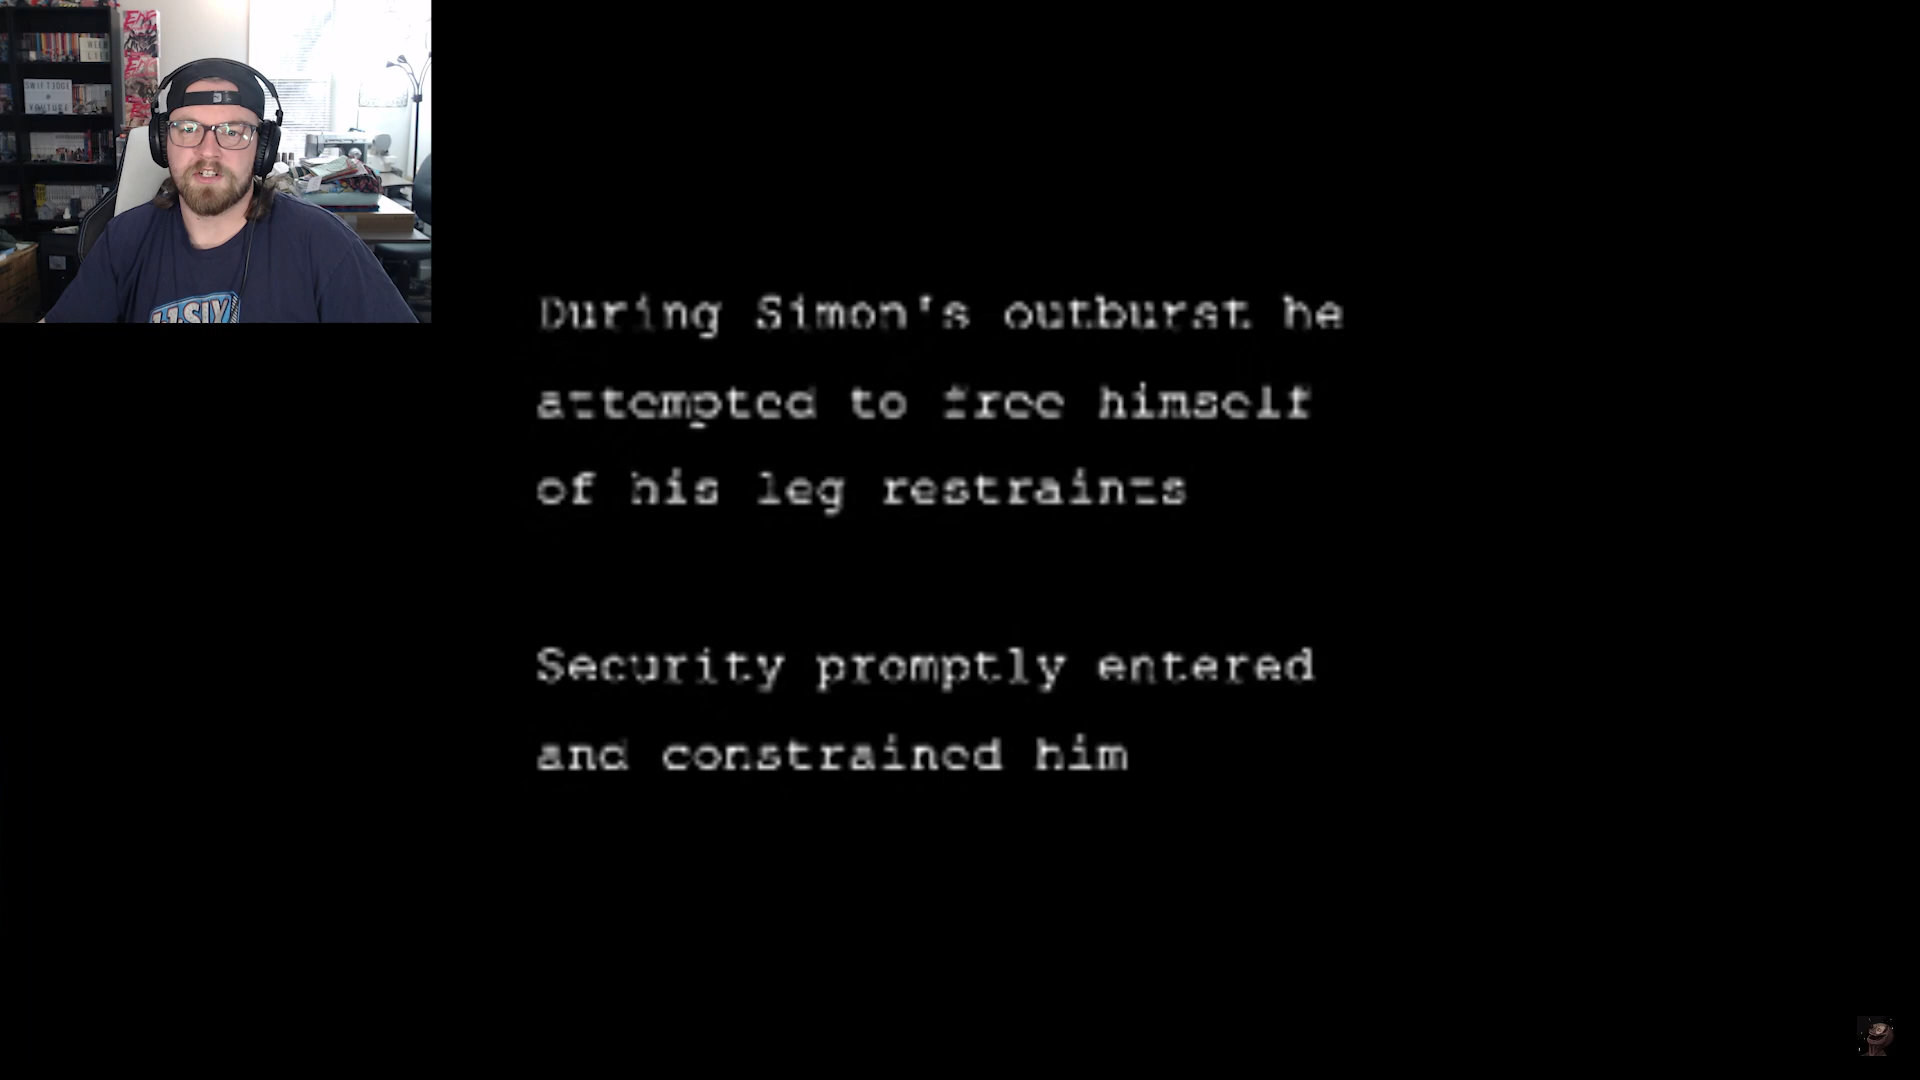 During Simon's outburst he
attempted to free himself
of his leg restraints
Security promptly entered
and constrained him